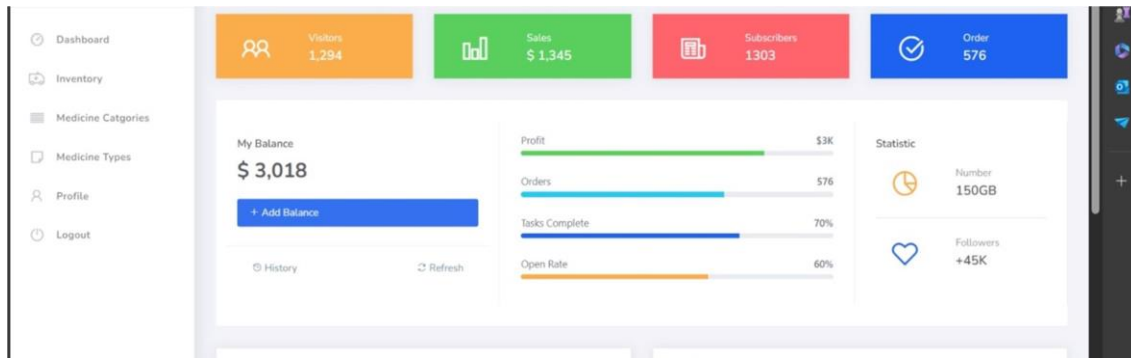 Dashboard
Inventory
Medicine Catgories
Medicine Types
Profile
Logout
Visitors
1,294
Sales
$ 1,345
Subscribers
1303
Order
576
My Balance
$ 3,018
+ Add Balance
History
Refresh
Profit $3K
Orders 576
Tasks Complete 70%
Open Rate 60%
Statistic
Number
150GB
Followers
+45K